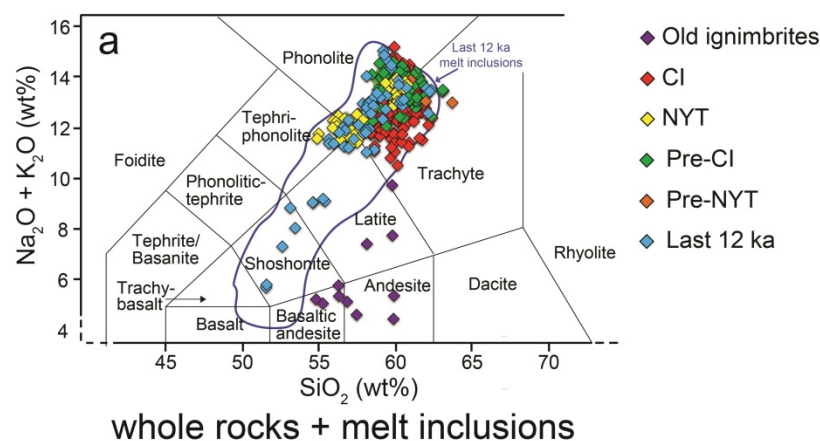 a
Na₂O + K₂O (wt%)
16
14
12
10
8
6
4
Phonolite
Last 12 ka
melt inclusions
Tephri-
phonolite
Foidite
Trachyte
Phonolitic-
tephrite
Latite
Tephrite/
Basanite
Shoshonite
Rhyolite
Trachy-
basalt
Andesite
Dacite
Basalt
Basaltic
andesite
45
50
55
60
65
70
SiO₂ (wt%)
whole rocks + melt inclusions
Old ignimbrites
CI
NYT
Pre-CI
Pre-NYT
Last 12 ka